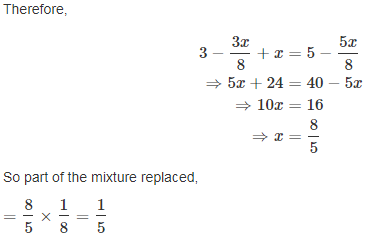 Therefore,
3 − 3x/8 + x = 5 − 5x/8
⇒ 5x + 24 = 40 − 5x
⇒ 10x = 16
⇒ x = 8/5
So part of the mixture replaced,
= 8/5 × 1/8 = 1/5